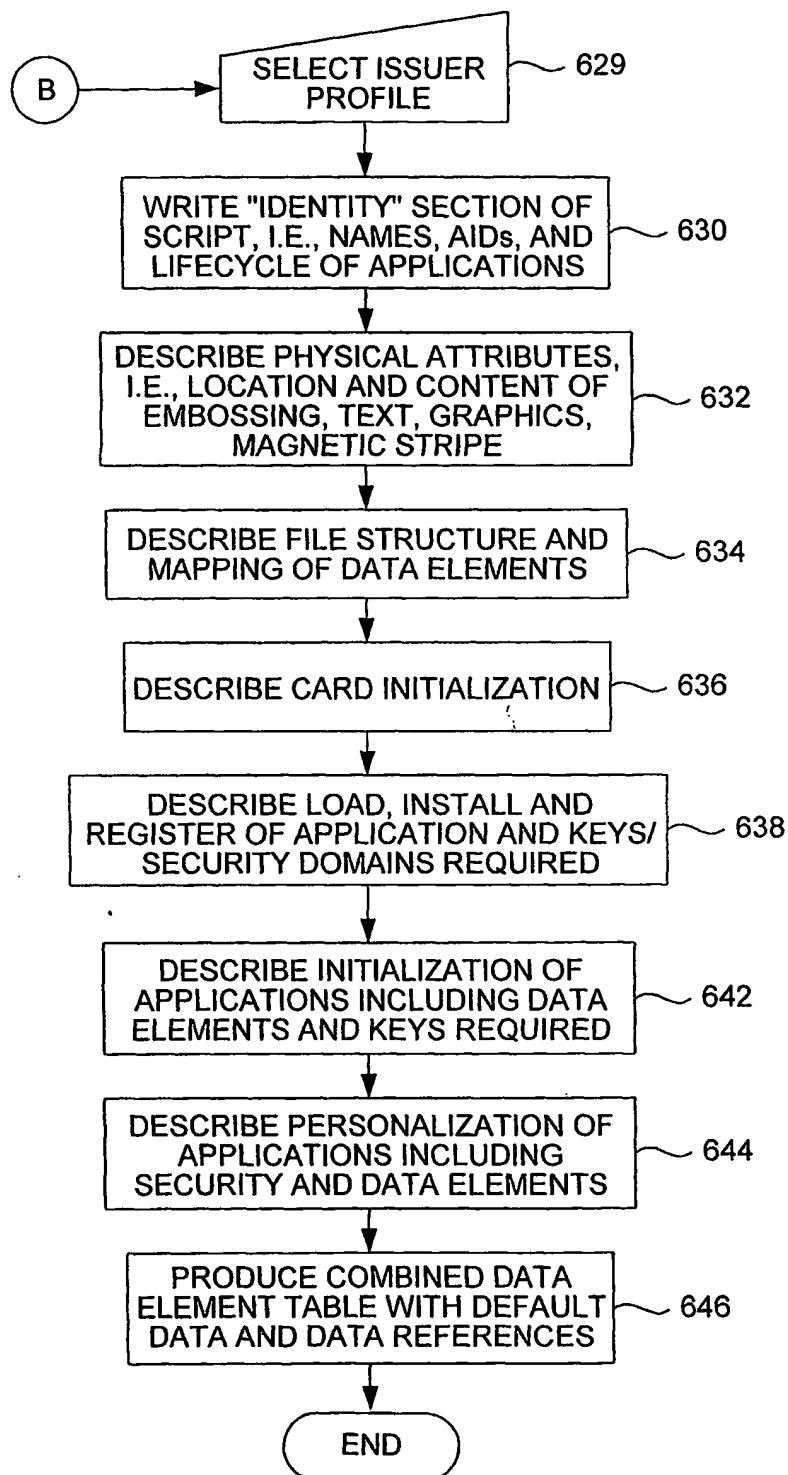 B
SELECT ISSUER
PROFILE
629
WRITE "IDENTITY" SECTION OF
SCRIPT, I.E., NAMES, AIDs, AND
LIFECYCLE OF APPLICATIONS
630
DESCRIBE PHYSICAL ATTRIBUTES,
I.E., LOCATION AND CONTENT OF
EMBOSSING, TEXT, GRAPHICS,
MAGNETIC STRIPE
632
DESCRIBE FILE STRUCTURE AND
MAPPING OF DATA ELEMENTS
634
DESCRIBE CARD INITIALIZATION
636
DESCRIBE LOAD, INSTALL AND
REGISTER OF APPLICATION AND KEYS/
SECURITY DOMAINS REQUIRED
638
DESCRIBE INITIALIZATION OF
APPLICATIONS INCLUDING DATA
ELEMENTS AND KEYS REQUIRED
642
DESCRIBE PERSONALIZATION OF
APPLICATIONS INCLUDING
SECURITY AND DATA ELEMENTS
644
PRODUCE COMBINED DATA
ELEMENT TABLE WITH DEFAULT
DATA AND DATA REFERENCES
646
END